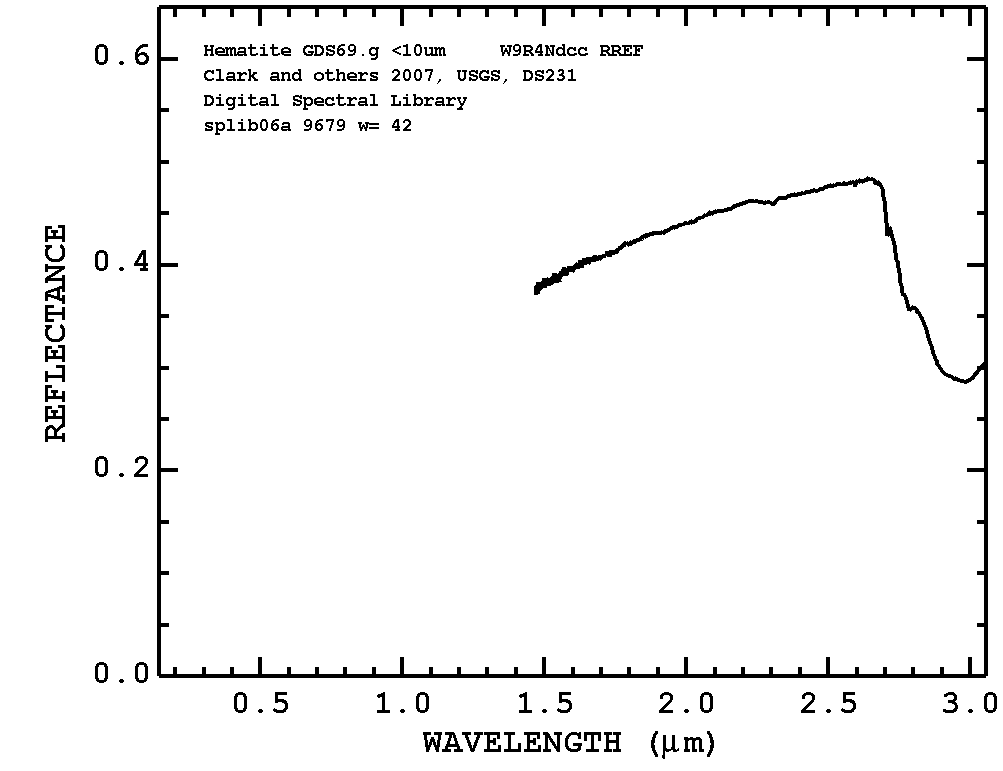 Hematite GDS69.g <10um W9R4Ndcc RREF
Clark and others 2007, USGS, DS231
Digital Spectral Library
splib06a 9679 w= 42
0.6
0.4
0.2
0.0
REFLECTANCE
0.5 1.0 1.5 2.0 2.5 3.0
WAVELENGTH (μm)